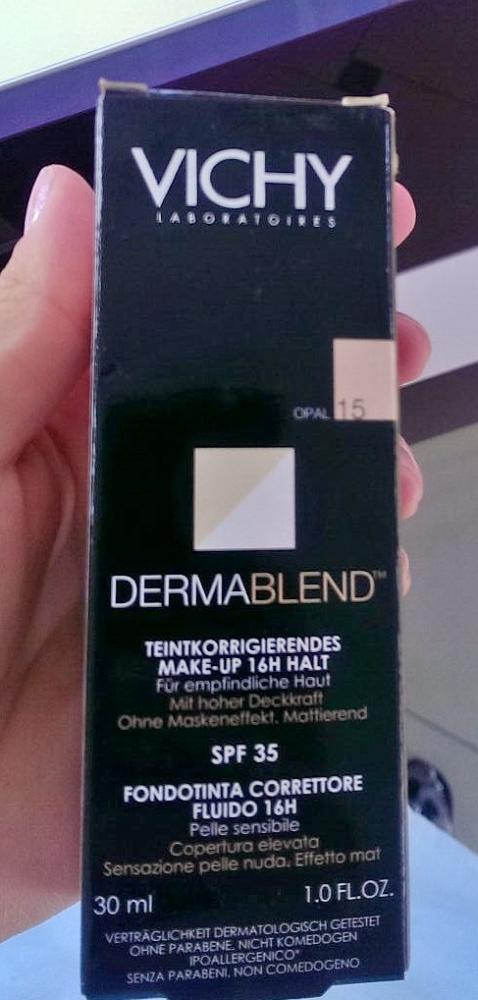 VICHY
LABORATOIRES
OPAL 15
DERMABLEND™
TEINTKORRIGIERENDES
MAKE-UP 16H HALT
Für empfindliche Haut
Mit hoher Deckkraft
Ohne Maskeneffekt. Mattierend
SPF 35
FONDOTINTA CORRETTORE
FLUIDO 16H
Pelle sensibile
Copertura elevata
Sensazione pelle nuda. Effetto mat
30 ml 1.0 FL.OZ.
VERTRÄGLICHKEIT DERMATOLOGISCH GETESTET
OHNE PARABENE. NICHT KOMEDOGEN
IPOALLERGENICO*
SENZA PARABENI. NON COMEDOGENO